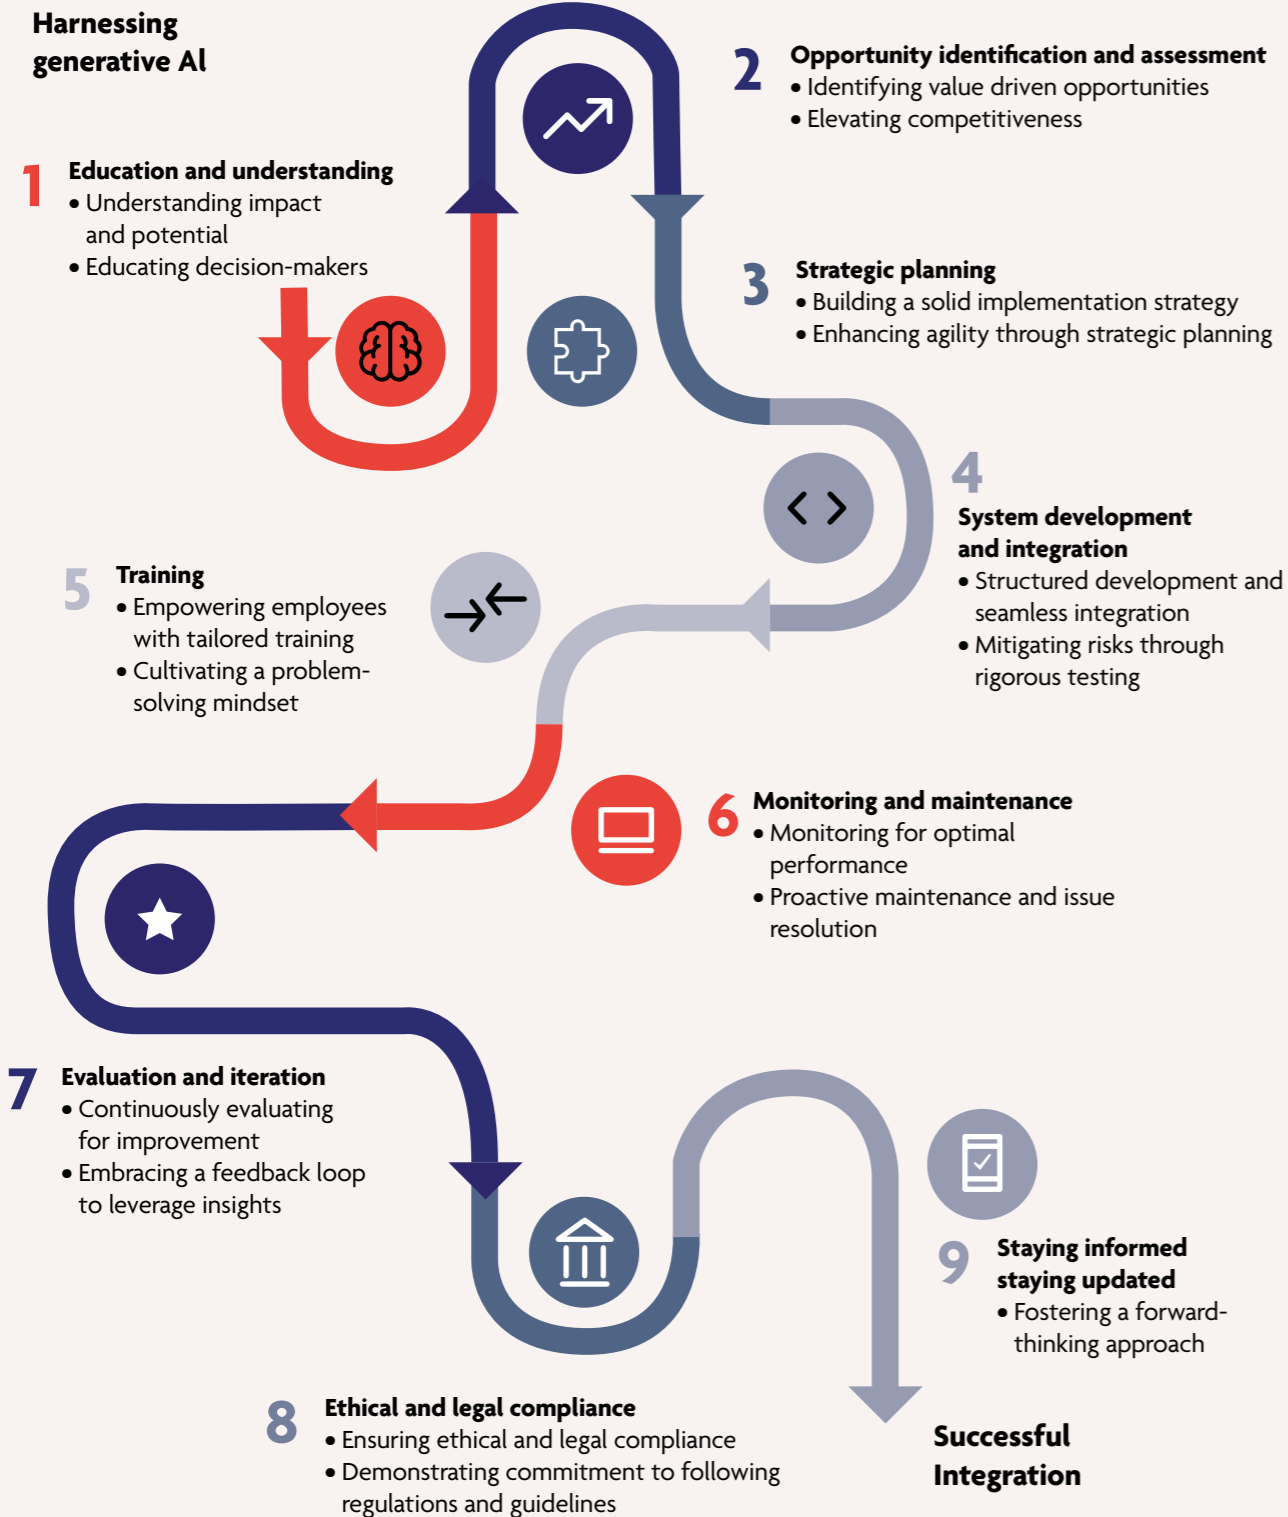 Harnessing
generative AI
1
Education and understanding
• Understanding impact
and potential
• Educating decision-makers
2
Opportunity identification and assessment
• Identifying value driven opportunities
• Elevating competitiveness
3
Strategic planning
• Building a solid implementation strategy
• Enhancing agility through strategic planning
4
System development
and integration
• Structured development and
seamless integration
• Mitigating risks through
rigorous testing
5
Training
• Empowering employees
with tailored training
• Cultivating a problem-
solving mindset
6
Monitoring and maintenance
• Monitoring for optimal
performance
• Proactive maintenance and issue
resolution
7
Evaluation and iteration
• Continuously evaluating
for improvement
• Embracing a feedback loop
to leverage insights
8
Ethical and legal compliance
• Ensuring ethical and legal compliance
• Demonstrating commitment to following
regulations and guidelines
9
Staying informed
staying updated
• Fostering a forward-
thinking approach
Successful
Integration